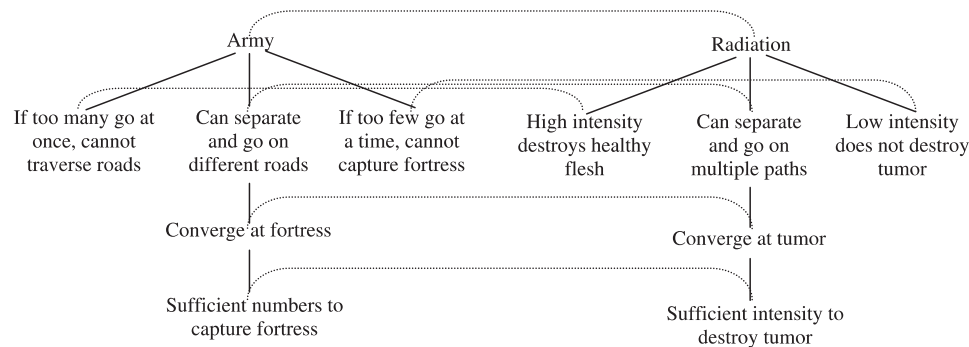 Army
Radiation
If too many go at
once, cannot
traverse roads
Can separate
and go on
different roads
If too few go at
a time, cannot
capture fortress
High intensity
destroys healthy
flesh
Can separate
and go on
multiple paths
Low intensity
does not destroy
tumor
Converge at fortress
Converge at tumor
Sufficient numbers to
capture fortress
Sufficient intensity to
destroy tumor